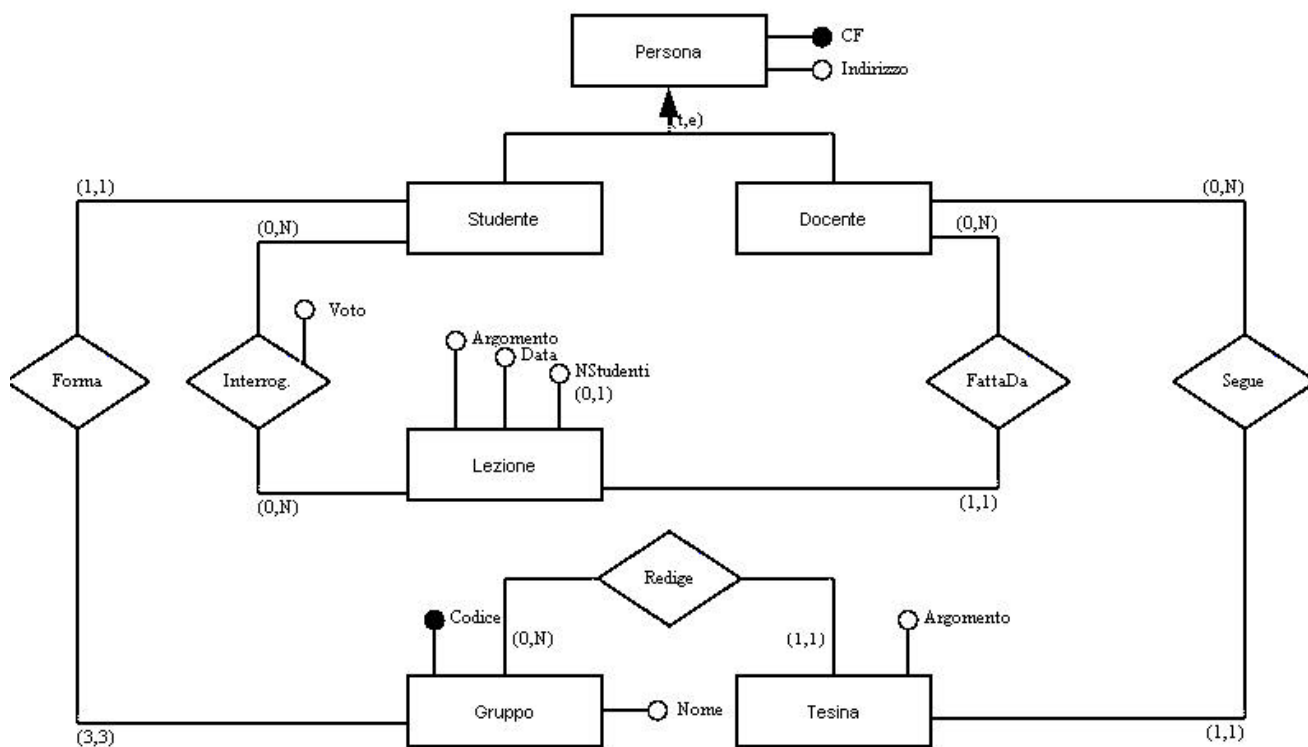 Persona
CF
Indirizzo
(t,e)
(1,1)
Studente
(0,N)
Docente
(0,N)
(0,N)
Voto
Argomento
Data
NStudenti
(0,1)
Forma
Interrog.
FattaDa
Segue
Lezione
(0,N)
(1,1)
Redige
Codice
(0,N)
(1,1)
Argomento
Gruppo
Nome
Tesina
(3,3)
(1,1)